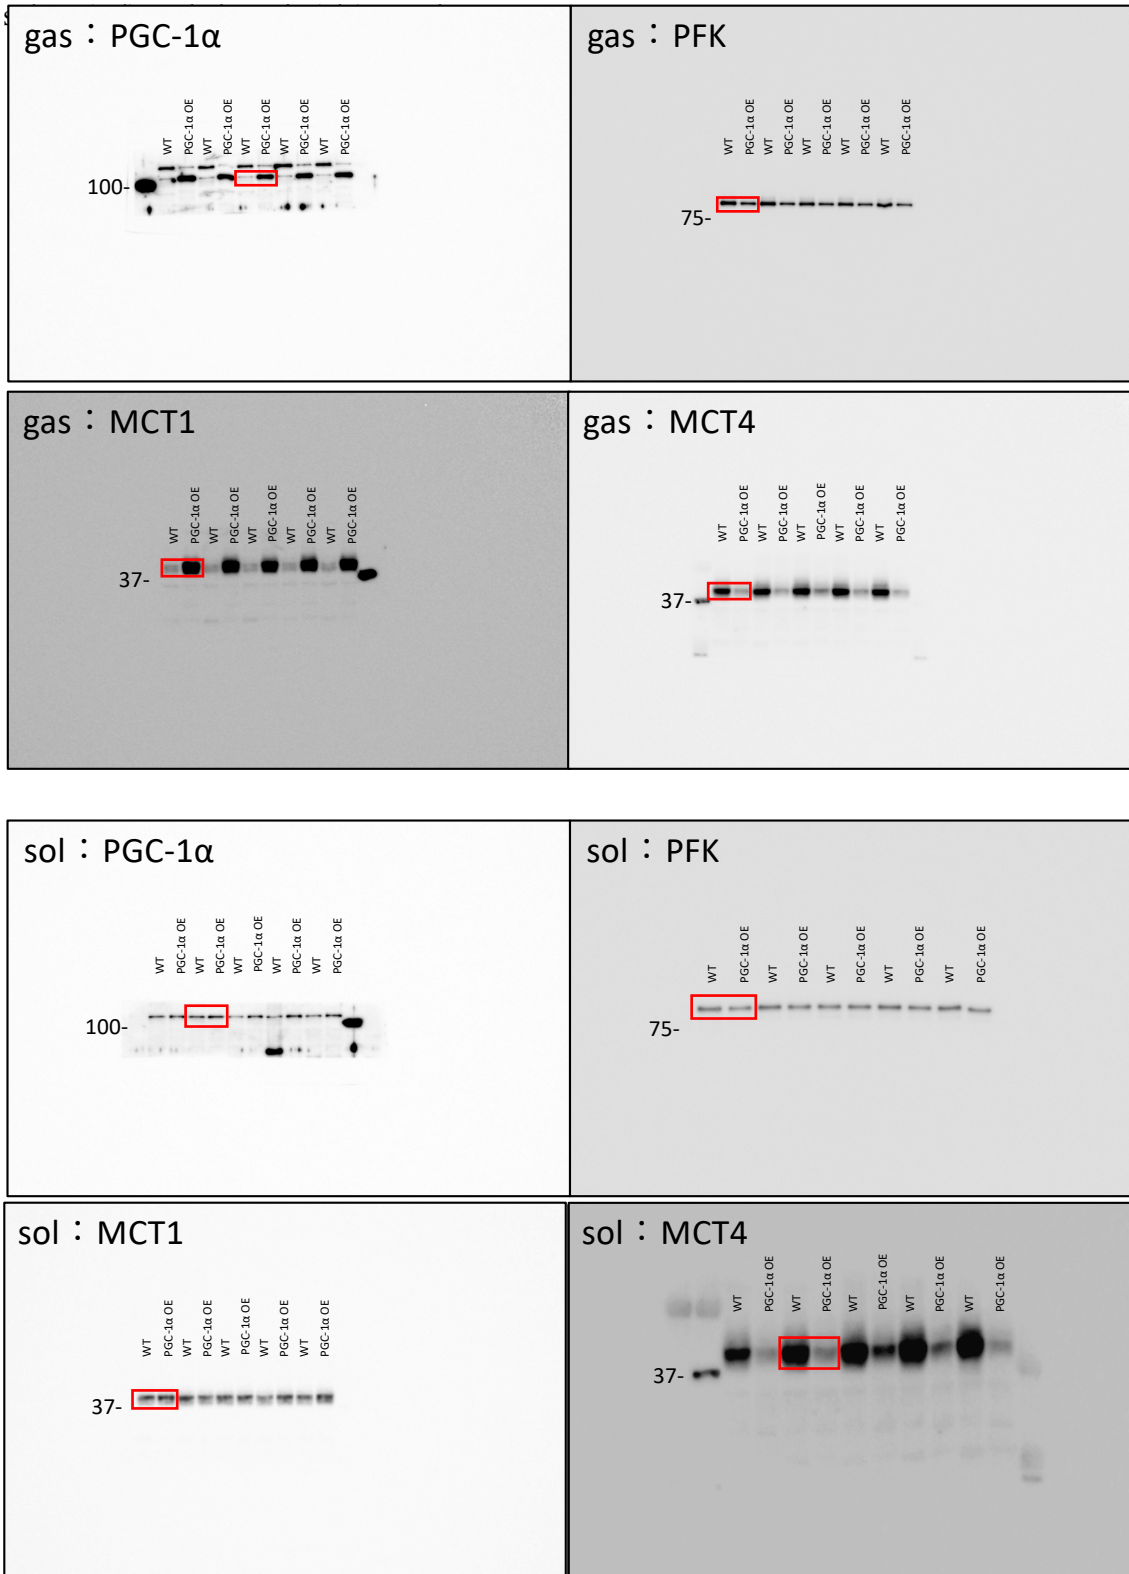 gas：PGC-1α
WT PGC-1α OE WT PGC-1α OE WT PGC-1α OE WT PGC-1α OE WT PGC-1α OE
100-
gas：PFK
WT PGC-1α OE WT PGC-1α OE WT PGC-1α OE WT PGC-1α OE WT PGC-1α OE
75-
gas：MCT1
WT PGC-1α OE WT PGC-1α OE WT PGC-1α OE WT PGC-1α OE WT PGC-1α OE
37-
gas：MCT4
WT PGC-1α OE WT PGC-1α OE WT PGC-1α OE WT PGC-1α OE WT PGC-1α OE
37-
sol：PGC-1α
WT PGC-1α OE WT PGC-1α OE WT PGC-1α OE WT PGC-1α OE WT PGC-1α OE
100-
sol：PFK
WT PGC-1α OE WT PGC-1α OE WT PGC-1α OE WT PGC-1α OE WT PGC-1α OE
75-
sol：MCT1
WT PGC-1α OE WT PGC-1α OE WT PGC-1α OE WT PGC-1α OE WT PGC-1α OE
37-
sol：MCT4
WT PGC-1α OE WT PGC-1α OE WT PGC-1α OE WT PGC-1α OE WT PGC-1α OE
37-